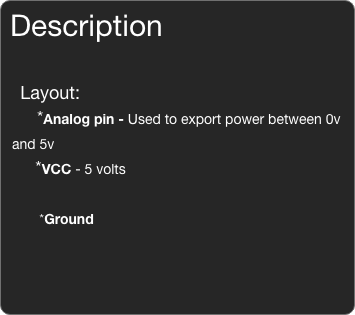 Description
Layout:
*Analog pin - Used to export power between 0v
and 5v
*VCC - 5 volts
*Ground